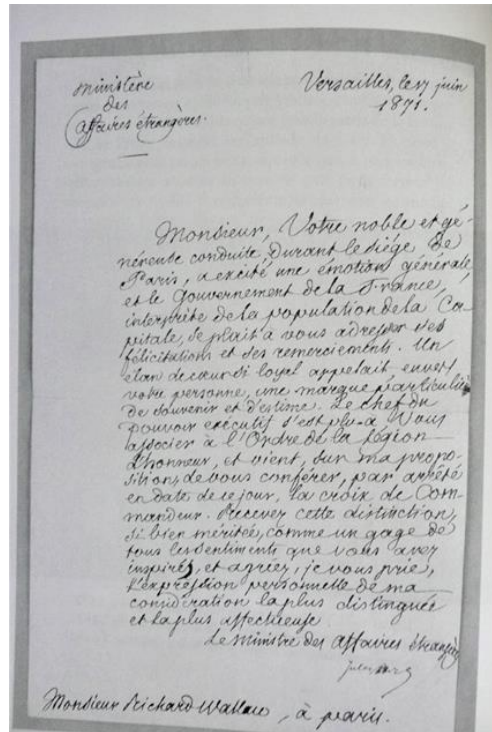 Ministère
des
Affaires étrangères.
Versailles, le 17 juin
1871.
Monsieur, Votre noble et gé-
néreuse conduite, durant le siége de
Paris, a excité une émotion générale,
et le Gouvernement de la France,
interprète de la population de la Ca-
pitale, se plait à vous adresser ses
félicitations et ses remerciements. Un
élan de cœur si loyal appelait envers
votre personne, une marque particulière
de souvenir et d'estime. Le chef du
pouvoir executif s'est plu à Vous
associer à l'Ordre de la Légion
d'honneur, et vient, sur ma propo-
sition, de vous conférer, par arrêté
en date de ce jour, la croix de Com-
mandeur. Recevez cette distinction,
si bien méritée, comme un gage de
tous les sentiments que vous avez
inspirés, et agréez, je vous prie,
l'expression personnelle de ma
considération la plus distinguée
et la plus affectueuse.
Le Ministre des Affaires étrangères
Monsieur Richard Wallace, à Paris.